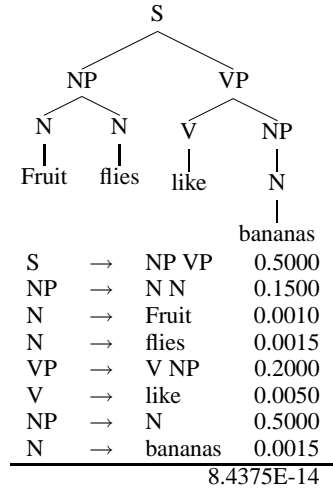 S
NP VP
N N V NP
Fruit flies like N
bananas
S → NP VP 0.5000
NP → N N 0.1500
N → Fruit 0.0010
N → flies 0.0015
VP → V NP 0.2000
V → like 0.0050
NP → N 0.5000
N → bananas 0.0015
8.4375E-14